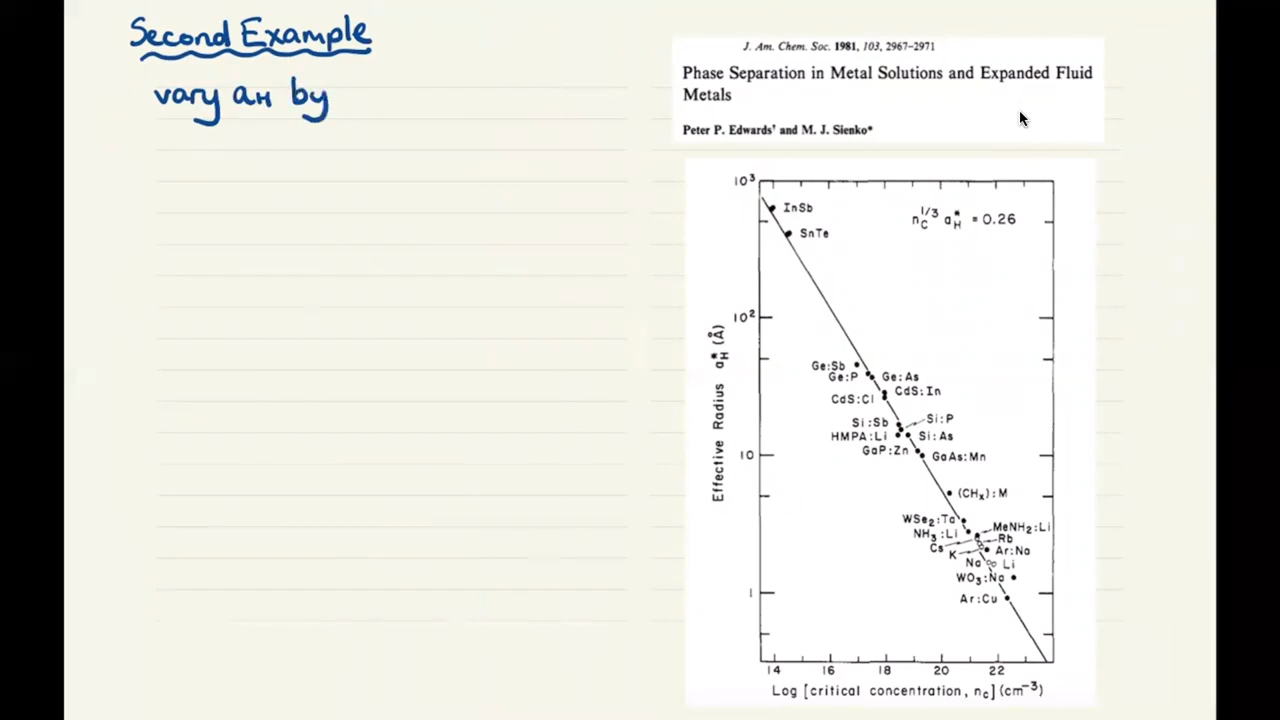 Second Example
vary aH by
J. Am. Chem. Soc. 1981, 103, 2967-2971
Phase Separation in Metal Solutions and Expanded Fluid
Metals
Peter P. Edwards† and M. J. Sienko*
10³
InSb
n_C^{1/3} a_H^* = 0.26
SnTe
10²
Effective Radius a_H^* (Å)
Ge:Sb
Ge:P
Ge:As
CdS:In
CdS:Cl
Si:Sb
Si:P
HMPA:Li
Si:As
GaP:Zn
10
GaAs:Mn
(CHₓ):M
WSe₂:Ta
MeNH₂:Li
NH₃:Li
Rb
Cs
K
Ar:Na
Na
Li
WO₃:Na
1
Ar:Cu
14 16 18 20 22
Log [critical concentration, n_c] (cm⁻³)